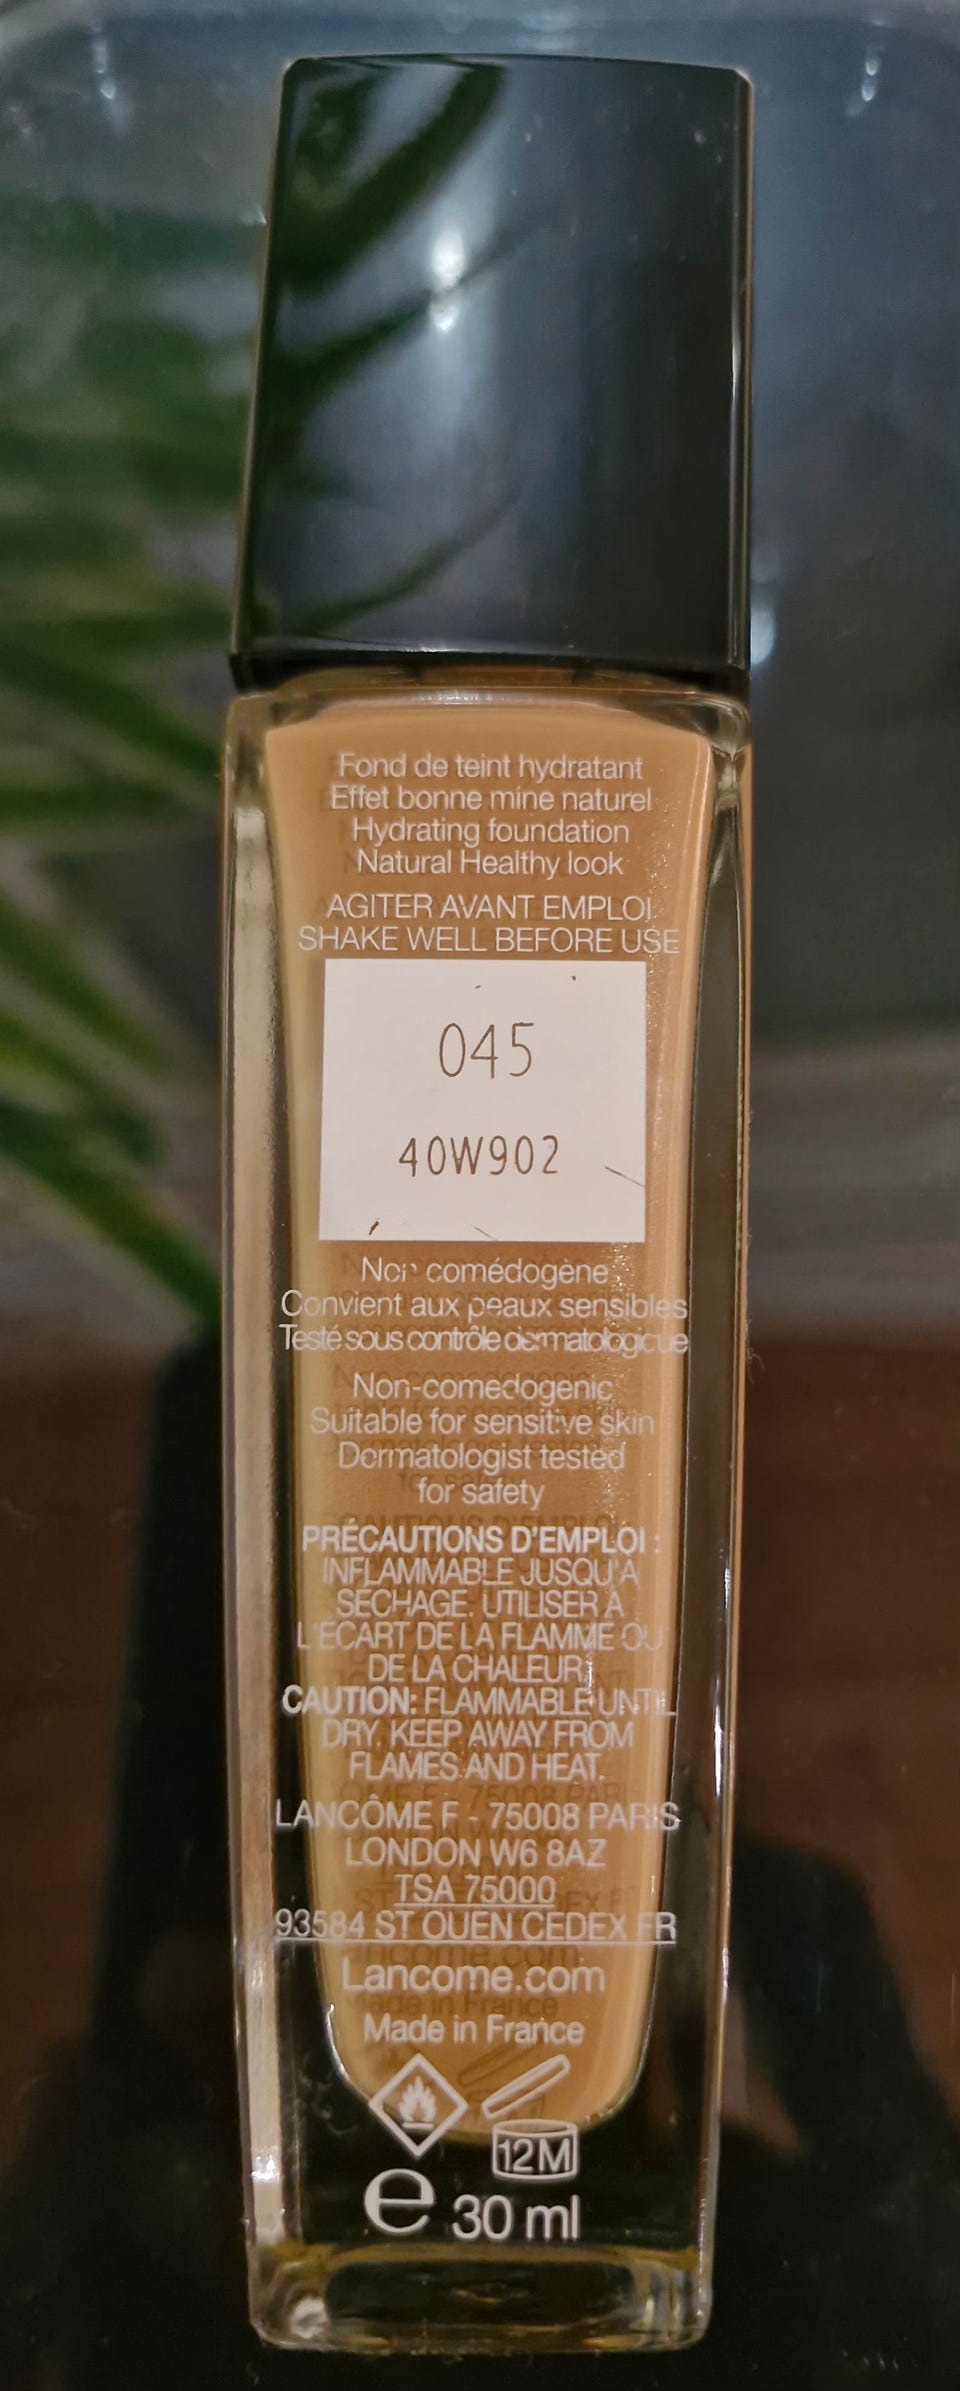 Fond de teint hydratant
Effet bonne mine naturel
Hydrating foundation
Natural Healthy look
AGITER AVANT EMPLOI
SHAKE WELL BEFORE USE
045
40W902
Non comédogène
Convient aux peaux sensibles
Testé sous contrôle dermatologique
Non-comedogenic
Suitable for sensitive skin
Dermatologist tested
for safety
PRÉCAUTIONS D'EMPLOI :
INFLAMMABLE JUSQU'À
SÉCHAGE. UTILISER À
L'ÉCART DE LA FLAMME OU
DE LA CHALEUR.
CAUTION: FLAMMABLE UNTIL
DRY. KEEP AWAY FROM
FLAMES AND HEAT.
LANCÔME F - 75008 PARIS
LONDON W6 8AZ
TSA 75000
93584 ST OUEN CEDEX FR
Lancome.com
Made in France
12M
e 30 ml